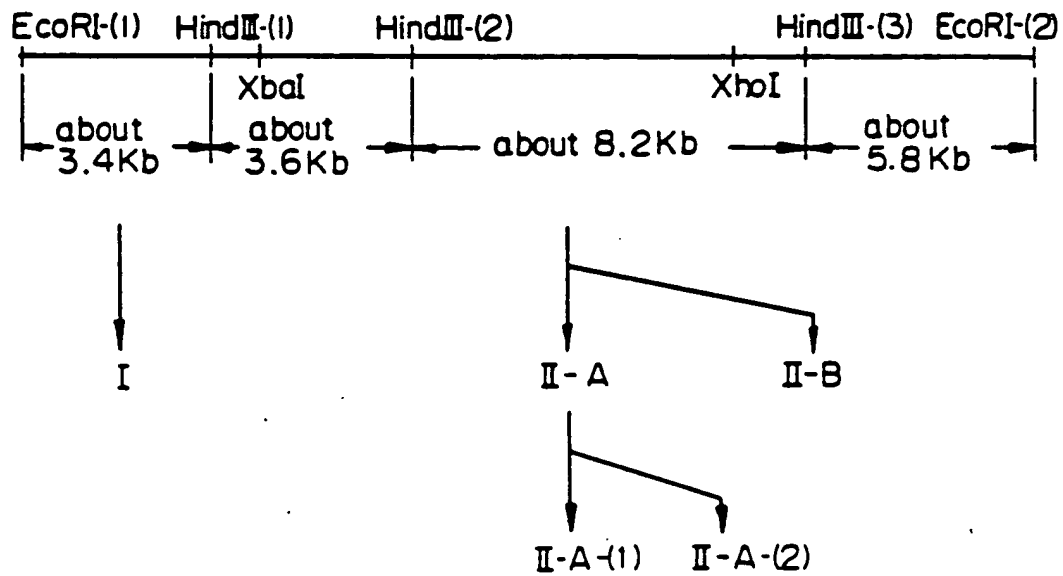 EcoRI-(1) HindIII-(1) HindIII-(2) HindIII-(3) EcoRI-(2)
XbaI XhoI
about 3.4Kb about 3.6Kb about 8.2Kb about 5.8Kb
I II-A II-B
II-A-(1) II-A-(2)